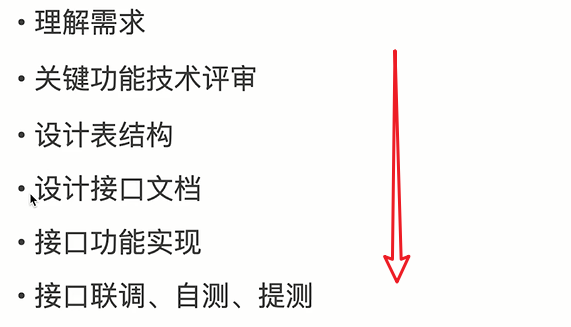 • 理解需求
• 关键功能技术评审
• 设计表结构
• 设计接口文档
• 接口功能实现
• 接口联调、自测、提测